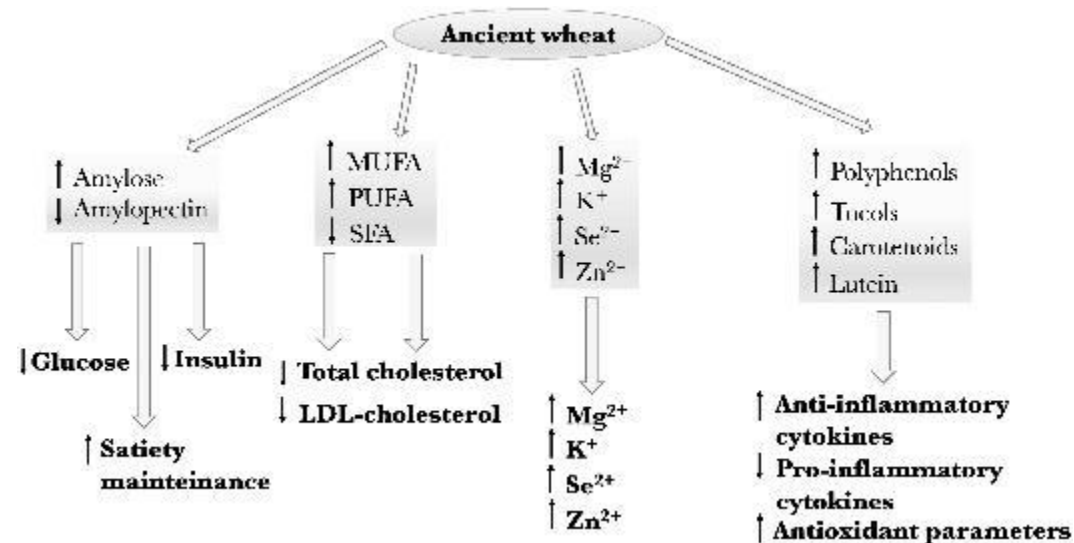 Ancient wheat
↑ Amylose
↓ Amylopectin
↑ MUFA
↑ PUFA
↓ SFA
↑ Mg²⁺
↑ K⁺
↑ Se²⁺
↑ Zn²⁺
↑ Polyphenols
↑ Tocols
↑ Carotenoids
↑ Lutein
↓ Glucose
↓ Insulin
↑ Satiety
mainteinance
↓ Total cholesterol
↓ LDL-cholesterol
↑ Mg²⁺
↑ K⁺
↑ Se²⁺
↑ Zn²⁺
↑ Anti-inflammatory
cytokines
↓ Pro-inflammatory
cytokines
↑ Antioxidant parameters